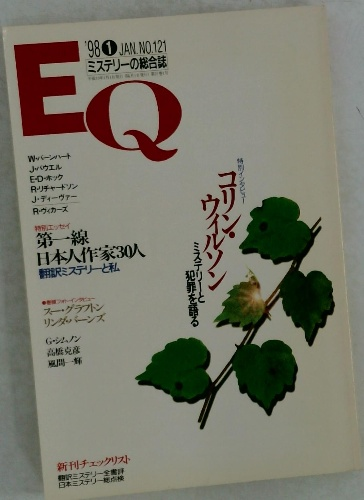 '98 1 JAN. NO.121
ミステリーの総合誌
EQ
W・バーンハート
J・パウエル
E・D・ホック
R・リチャードソン
J・ディーヴァー
R・ヴィカーズ
特別エッセイ
第一線
日本人作家30人
翻訳ミステリーと私
特別インタビュー
コリン・
ウィルソン
ミステリーと
犯罪を語る
スー・グラフトン
リンダ・バーンズ
G・シムノン
高橋克彦
風間一輝
新刊チェックリスト
翻訳ミステリー全書評
日本ミステリー総点検